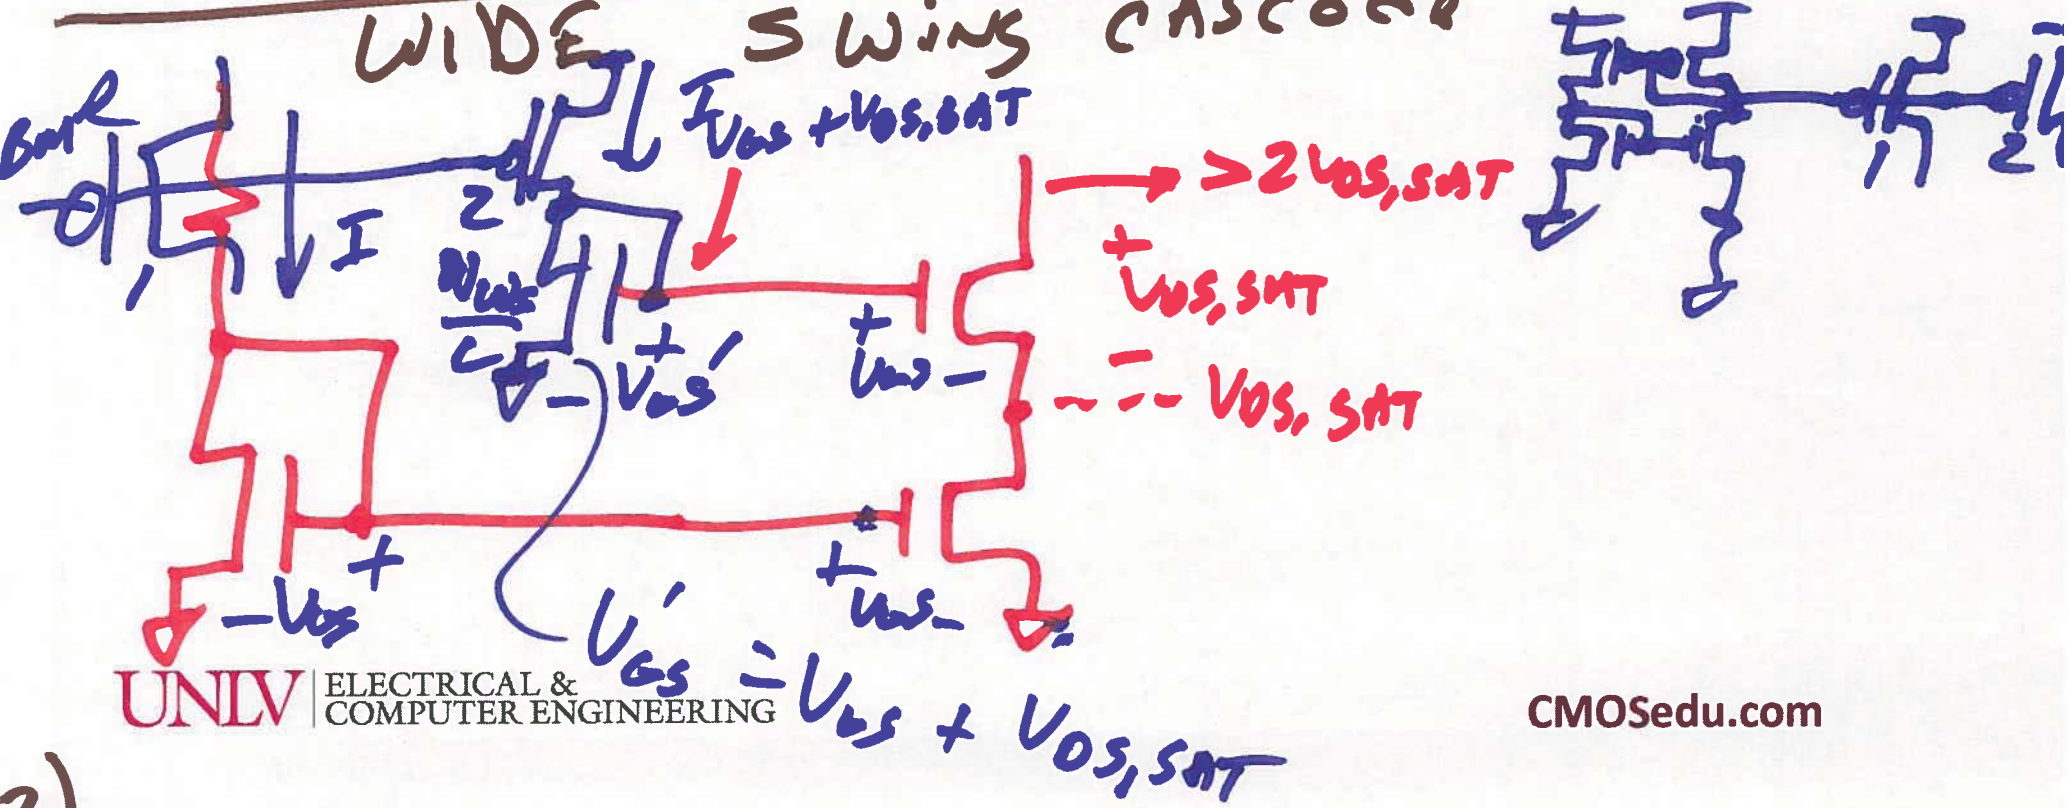 WIDE SWING CASCODE
BMR
I
VGS + VDS,SAT
> 2VDS,SAT
1
2
1
2
I
+
VDS,SAT
-
+
VGS -
+
- VGS'
--- VDS,SAT
+
- VGS
+
VGS -
VGS' = VGS + VDS,SAT
UNLV ELECTRICAL &
COMPUTER ENGINEERING
CMOSedu.com